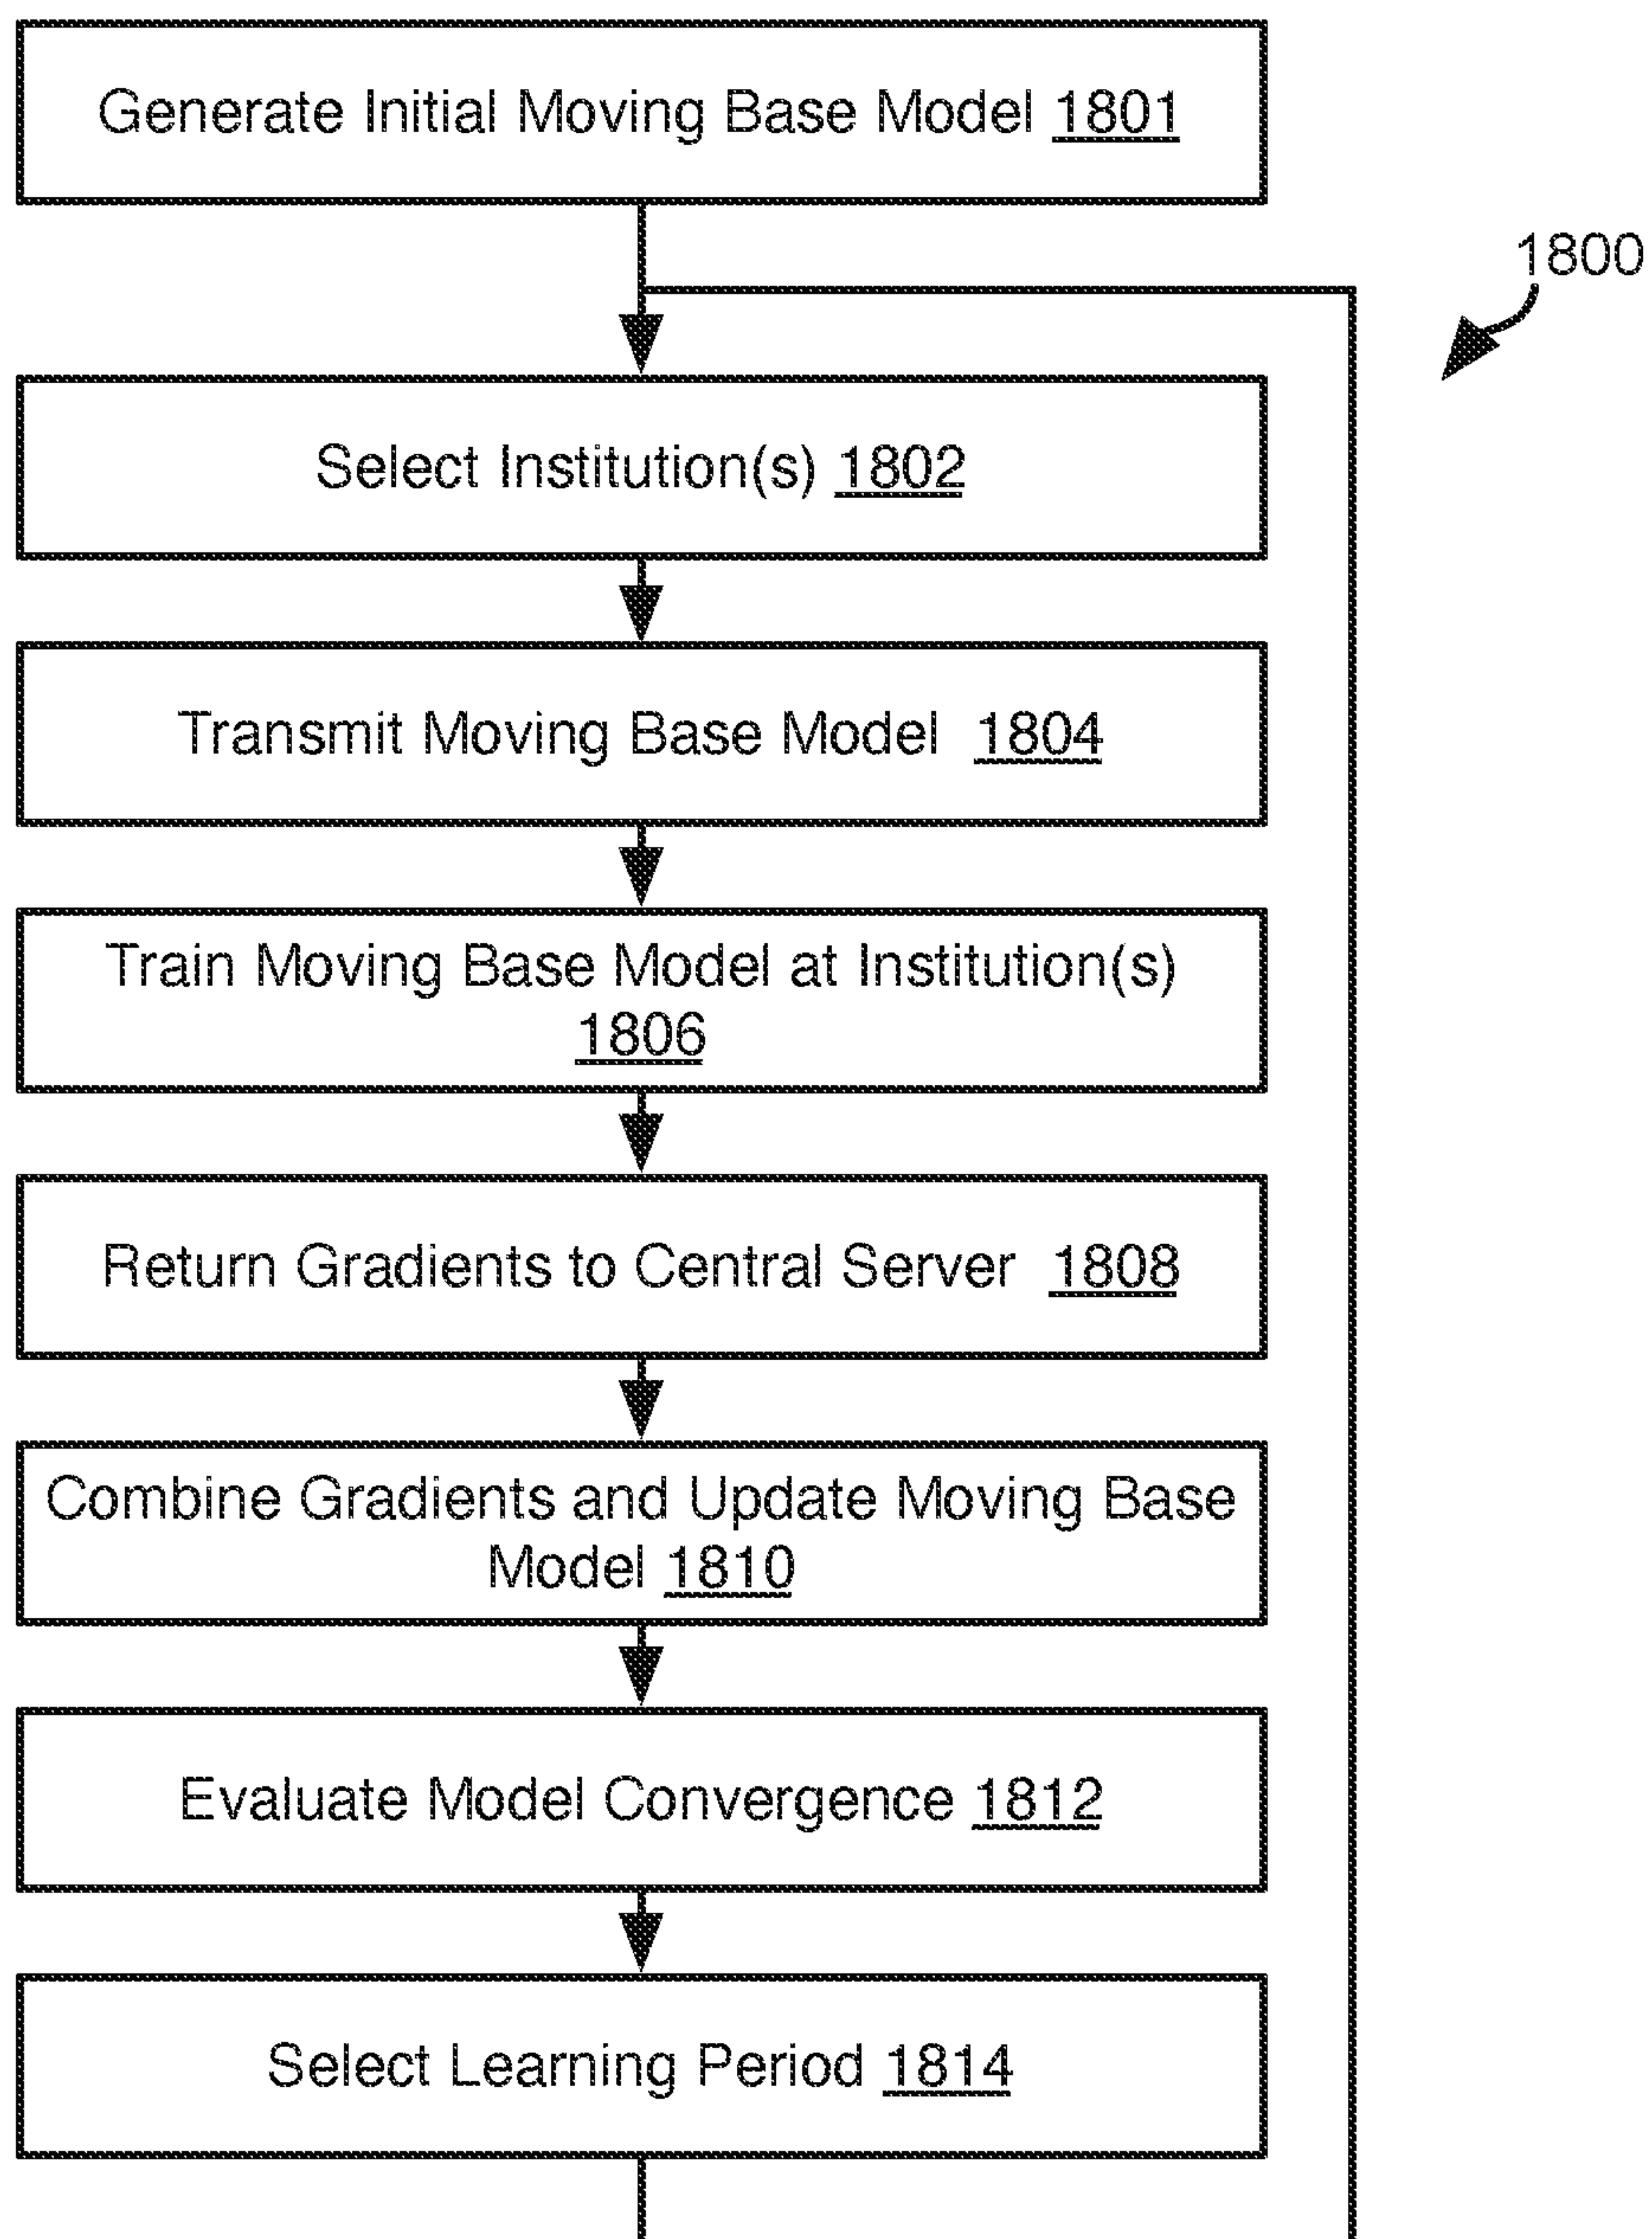 Generate Initial Moving Base Model 1801
1800
Select Institution(s) 1802
Transmit Moving Base Model 1804
Train Moving Base Model at Institution(s)
1806
Return Gradients to Central Server 1808
Combine Gradients and Update Moving Base
Model 1810
Evaluate Model Convergence 1812
Select Learning Period 1814